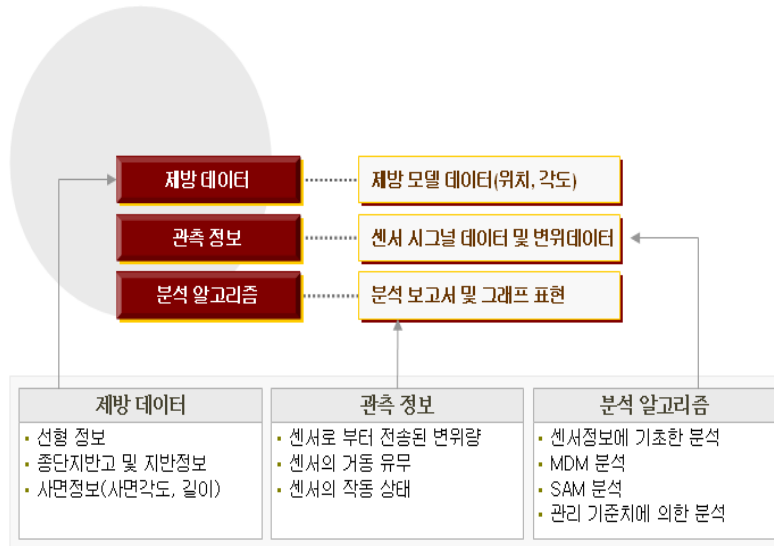 제방 데이터
제방 모델 데이터(위치, 각도)
관측 정보
센서 시그널 데이터 및 변위데이터
분석 알고리즘
분석 보고서 및 그래프 표현
제방 데이터
선형 정보
종단지반고 및 지반정보
사면정보(사면각도, 길이)
관측 정보
센서로 부터 전송된 변위량
센서의 거동 유무
센서의 작동 상태
분석 알고리즘
센서정보에 기초한 분석
MDM 분석
SAM 분석
관리 기준치에 의한 분석